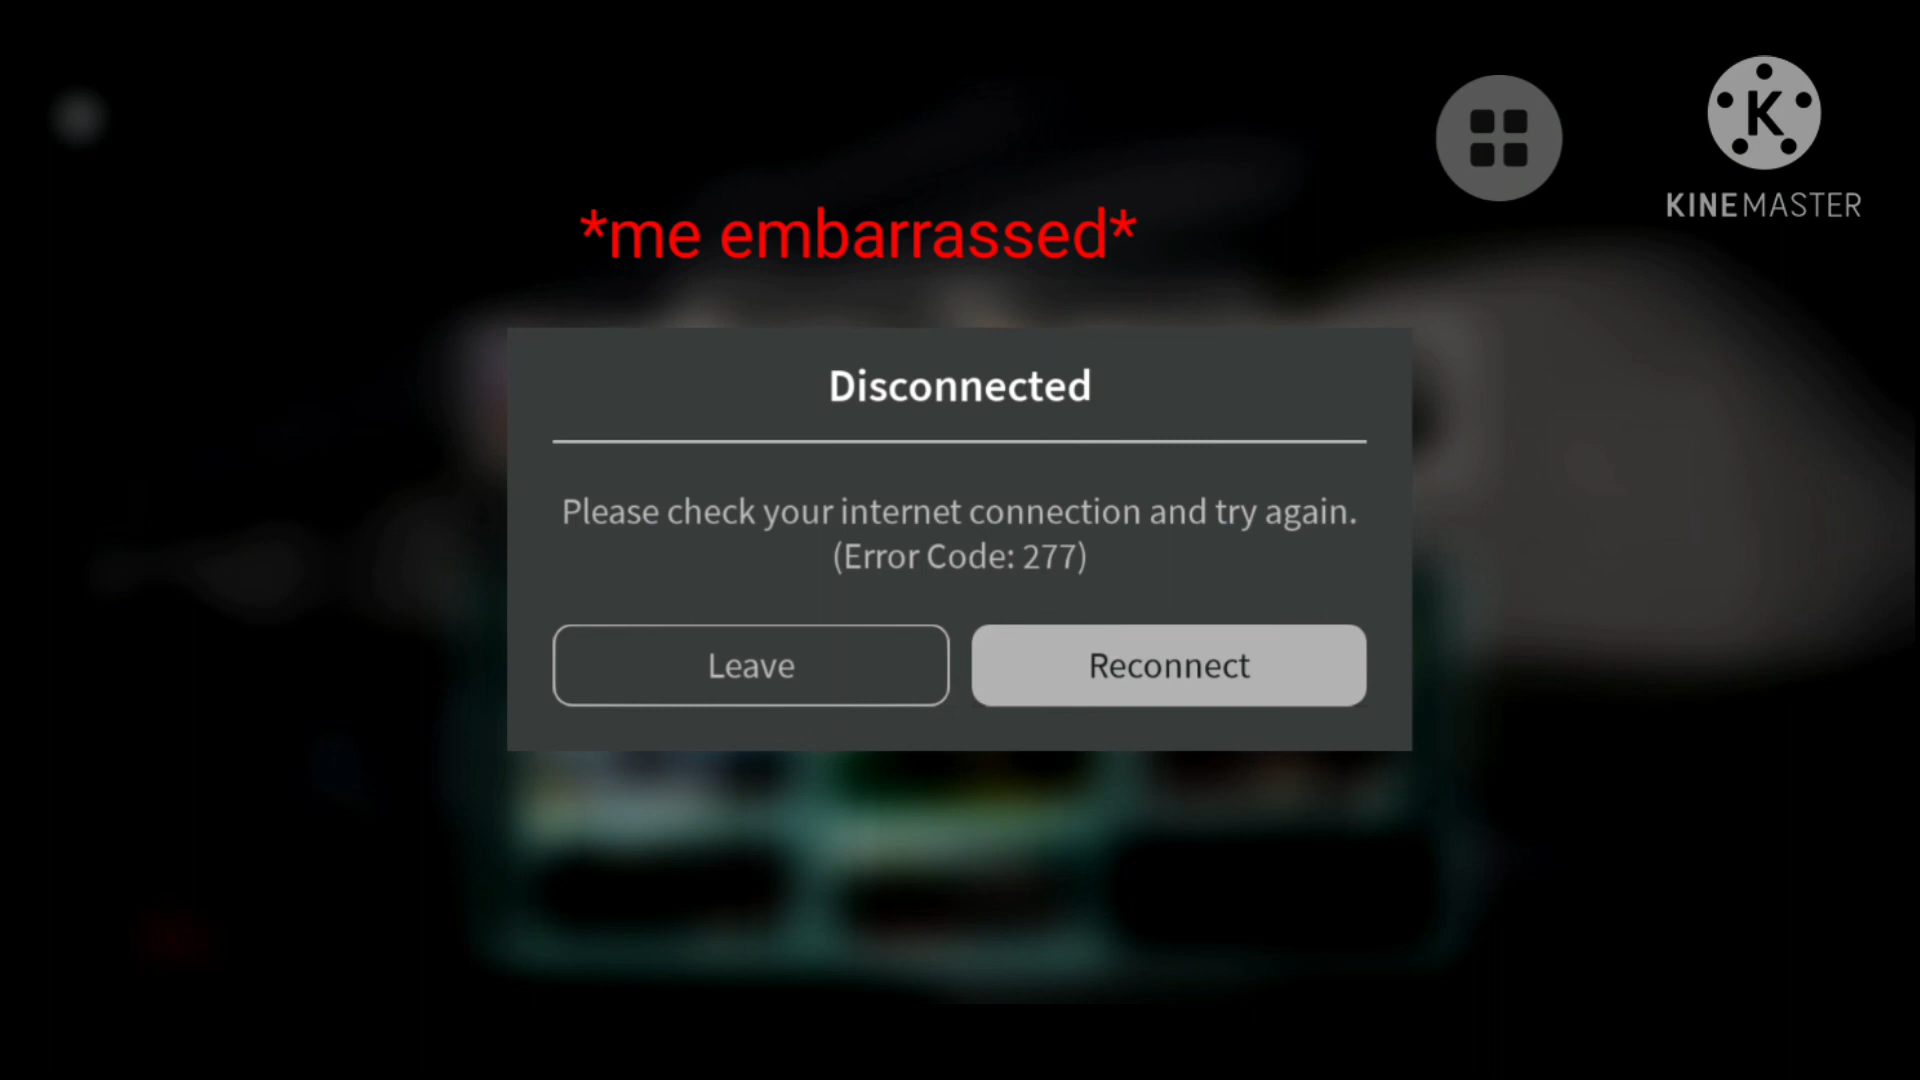 K
KINEMASTER
*me embarrassed*
Disconnected
Please check your internet connection and try again.
(Error Code: 277)
Leave
Reconnect